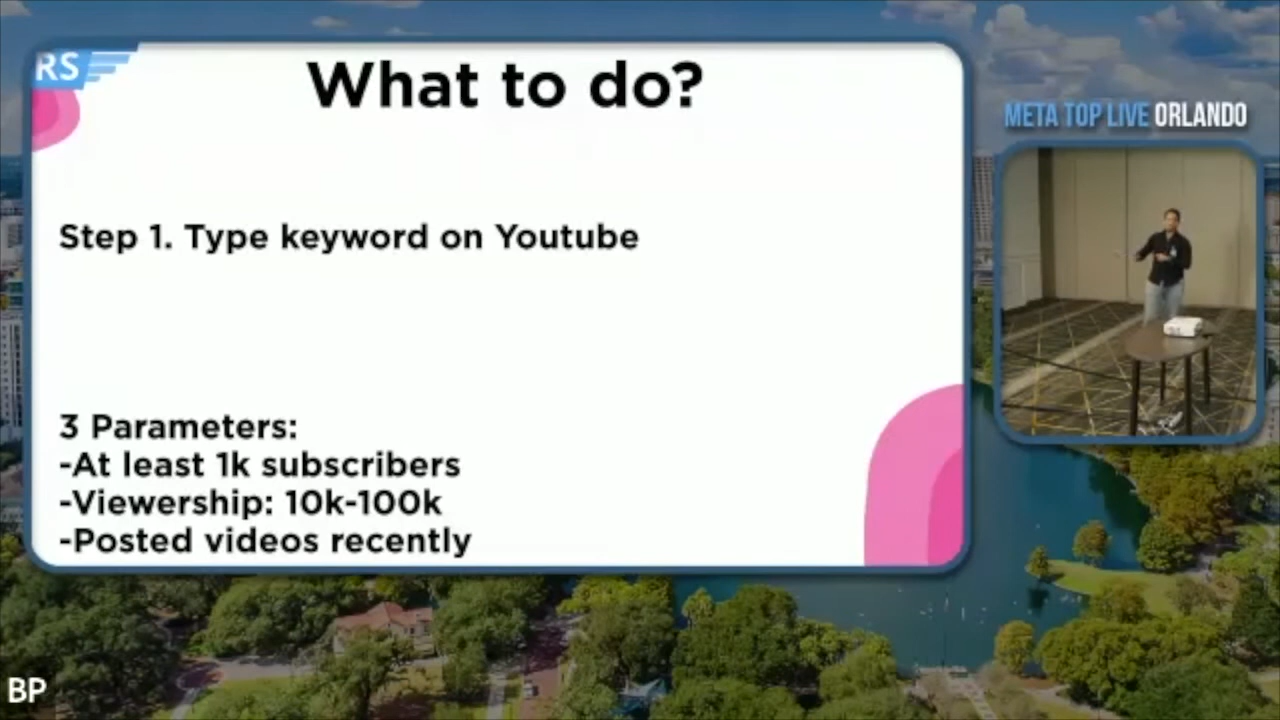 RS
What to do?
META TOP LIVE ORLANDO
Step 1. Type keyword on Youtube
3 Parameters:
-At least 1k subscribers
-Viewership: 10k-100k
-Posted videos recently
BP